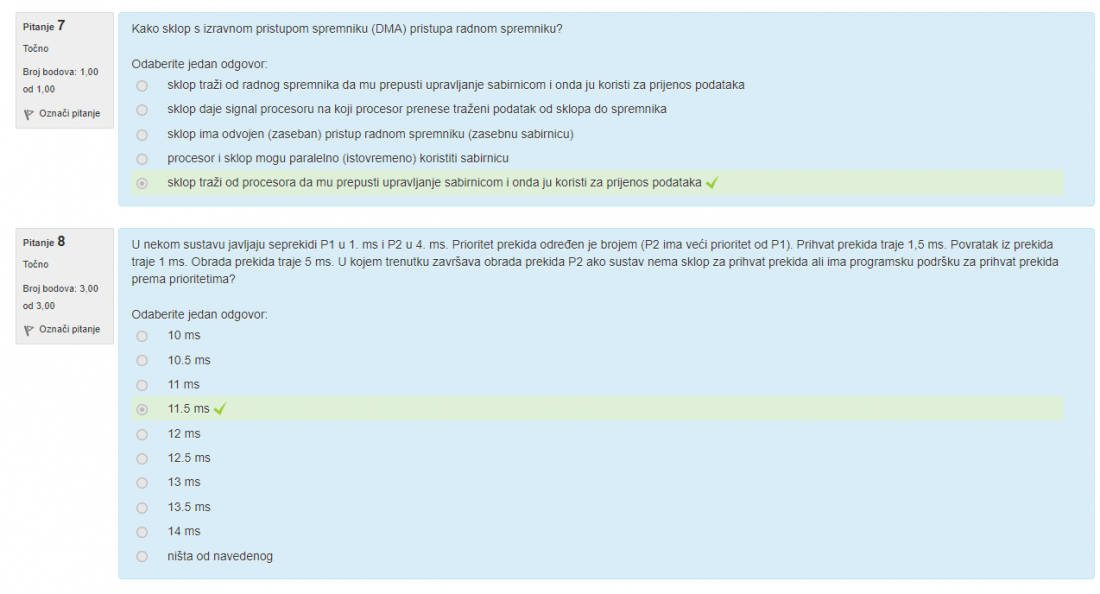 Pitanje 7
Točno
Broj bodova: 1,00
od 1,00
Označi pitanje
Kako sklop s izravnom pristupom spremniku (DMA) pristupa radnom spremniku?
Odaberite jedan odgovor:
sklop traži od radnog spremnika da mu prepusti upravljanje sabirnicom i onda ju koristi za prijenos podataka
sklop daje signal procesoru na koji procesor prenese traženi podatak od sklopa do spremnika
sklop ima odvojen (zaseban) pristup radnom spremniku (zasebnu sabirnicu)
procesor i sklop mogu paralelno (istovremeno) koristiti sabirnicu
sklop traži od procesora da mu prepusti upravljanje sabirnicom i onda ju koristi za prijenos podataka
Pitanje 8
Točno
Broj bodova: 3,00
od 3,00
Označi pitanje
U nekom sustavu javljaju seprekidi P1 u 1. ms i P2 u 4. ms. Prioritet prekida određen je brojem (P2 ima veći prioritet od P1). Prihvat prekida traje 1,5 ms. Povratak iz prekida
traje 1 ms. Obrada prekida traje 5 ms. U kojem trenutku završava obrada prekida P2 ako sustav nema sklop za prihvat prekida ali ima programsku podršku za prihvat prekida
prema prioritetima?
Odaberite jedan odgovor:
10 ms
10.5 ms
11 ms
11.5 ms
12 ms
12.5 ms
13 ms
13.5 ms
14 ms
ništa od navedenog